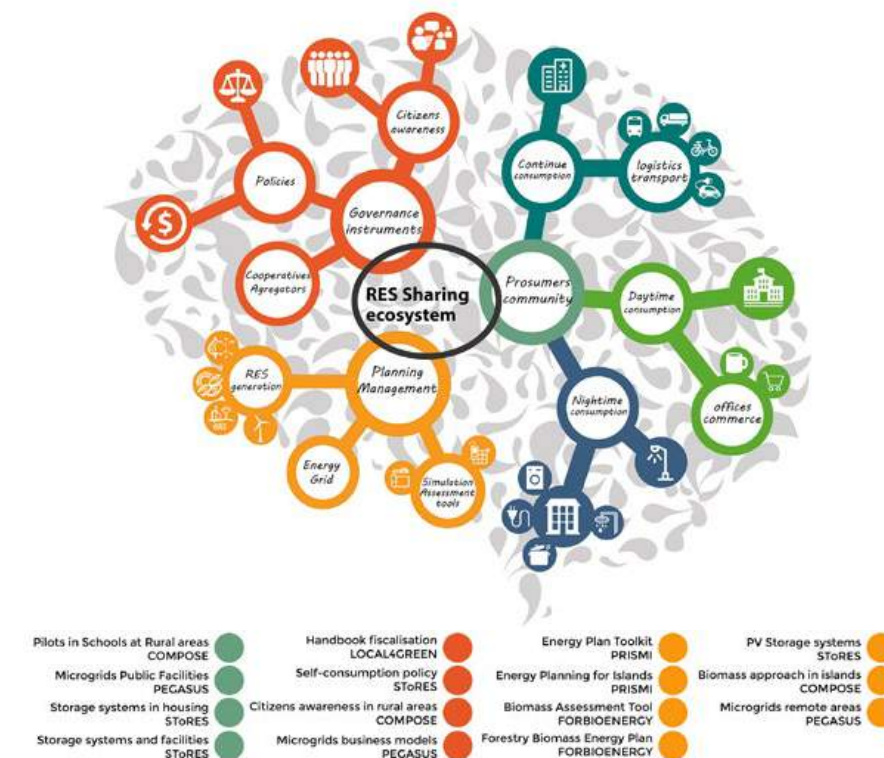 Citizens
awareness
Policies
Governance
instruments
Cooperatives
Agregators
RES Sharing
ecosystem
Continue
consumption
logistics
transport
Prosumers
community
Daytime
consumption
offices
commerce
Nightime
consumption
RES
generation
Planning
Management
Energy
Grid
Simulation
Assessment
tools
Pilots in Schools at Rural areas
COMPOSE
Microgrids Public Facilities
PEGASUS
Storage systems in housing
SToRES
Storage systems and facilities
SToRES
Handbook fiscalisation
LOCAL4GREEN
Self-consumption policy
SToRES
Citizens awareness in rural areas
COMPOSE
Microgrids business models
PEGASUS
Energy Plan Toolkit
PRISMI
Energy Planning for Islands
PRISMI
Biomass Assessment Tool
FORBIOENERGY
Forestry Biomass Energy Plan
FORBIOENERGY
PV Storage systems
SToRES
Biomass approach in islands
COMPOSE
Microgrids remote areas
PEGASUS